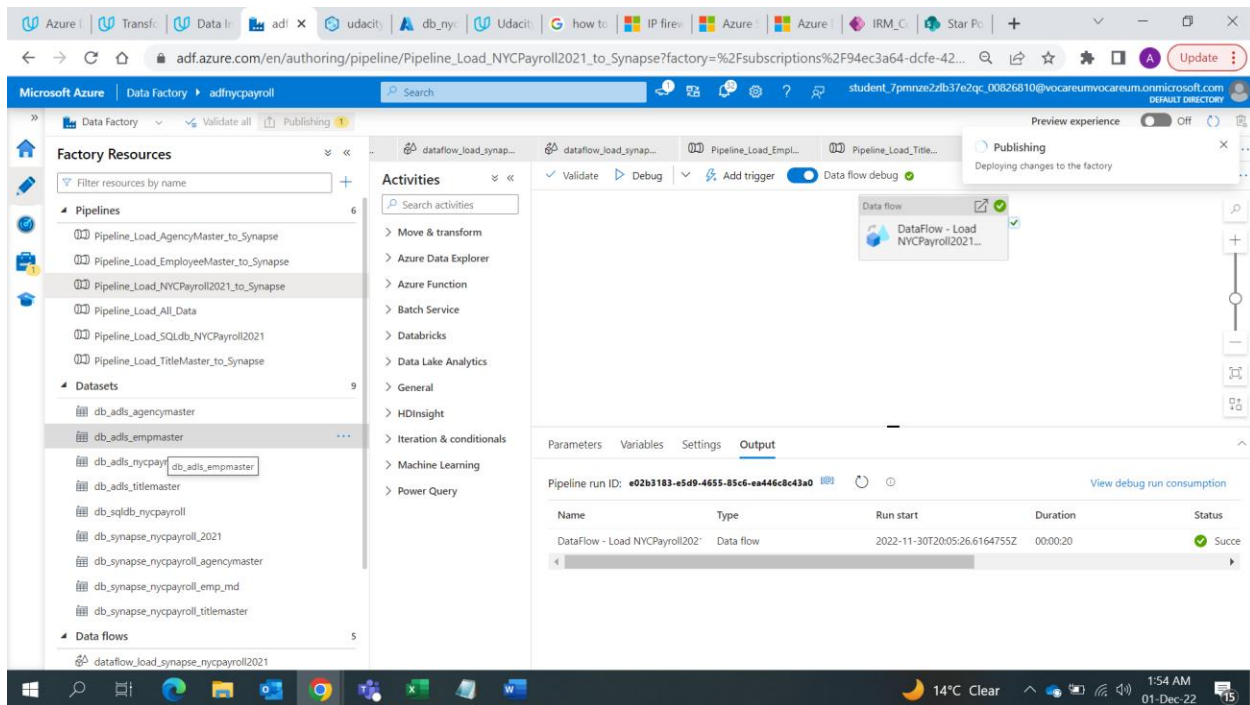 Azure I
Transfo
Data In
adf
udacity
db_nyc
Udacit
how to
IP firew
Azure
Azure
IRM_C
Star Po
adf.azure.com/en/authoring/pipeline/Pipeline_Load_NYCPayroll2021_to_Synapse?factory=%2Fsubscriptions%2F94ec3a64-dcfe-42...
A
Update
Microsoft Azure | Data Factory ▸ adfnycpayroll
Search
student_7pmnze2zlb37e2qc_00826810@vocareumvocareum.onmicrosoft.com
DEFAULT DIRECTORY
Data Factory
Validate all
Publishing 1
Preview experience
Off
Factory Resources
Filter resources by name
Pipelines 6
Pipeline_Load_AgencyMaster_to_Synapse
Pipeline_Load_EmployeeMaster_to_Synapse
Pipeline_Load_NYCPayroll2021_to_Synapse
Pipeline_Load_All_Data
Pipeline_Load_SQLdb_NYCPayroll2021
Pipeline_Load_TitleMaster_to_Synapse
Datasets 9
db_adls_agencymaster
db_adls_empmaster
db_adls_nycpayr
db_adls_empmaster
db_adls_titlemaster
db_sqldb_nycpayroll
db_synapse_nycpayroll_2021
db_synapse_nycpayroll_agencymaster
db_synapse_nycpayroll_emp_md
db_synapse_nycpayroll_titlemaster
Data flows 5
dataflow_load_synapse_nycpayroll2021
dataflow_load_synap...
dataflow_load_synap...
Pipeline_Load_Empl...
Pipeline_Load_Title...
Publishing
Deploying changes to the factory
Activities
Search activities
Move & transform
Azure Data Explorer
Azure Function
Batch Service
Databricks
Data Lake Analytics
General
HDInsight
Iteration & conditionals
Machine Learning
Power Query
Validate
Debug
Add trigger
Data flow debug
Data flow
DataFlow - Load
NYCPayroll2021...
Parameters Variables Settings Output
Pipeline run ID: e02b3183-e5d9-4655-85c6-ea446c8c43a0
View debug run consumption
Name Type Run start Duration Status
DataFlow - Load NYCPayroll202 Data flow 2022-11-30T20:05:26.6164755Z 00:00:20 Succe
14°C Clear
1:54 AM
01-Dec-22
15